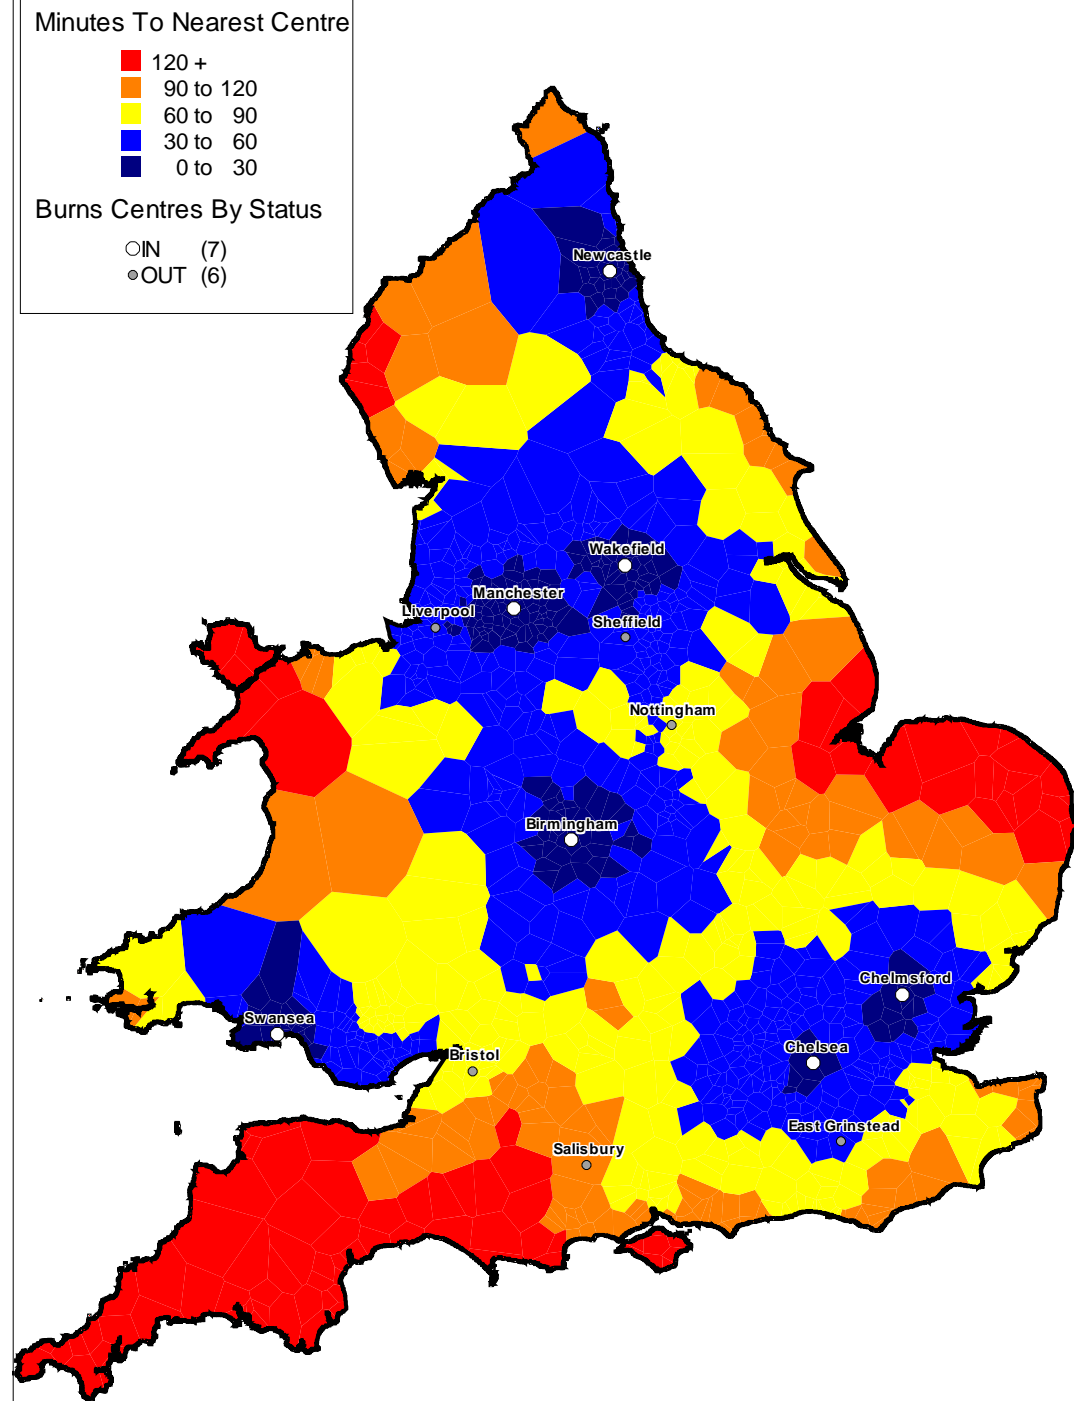 Minutes To Nearest Centre
120 +
90 to 120
60 to 90
30 to 60
0 to 30
Burns Centres By Status
IN (7)
OUT (6)
Newcastle
Wakefield
Manchester
Liverpool
Sheffield
Nottingham
Birmingham
Chelmsford
Swansea
Chelsea
Bristol
East Grinstead
Salisbury